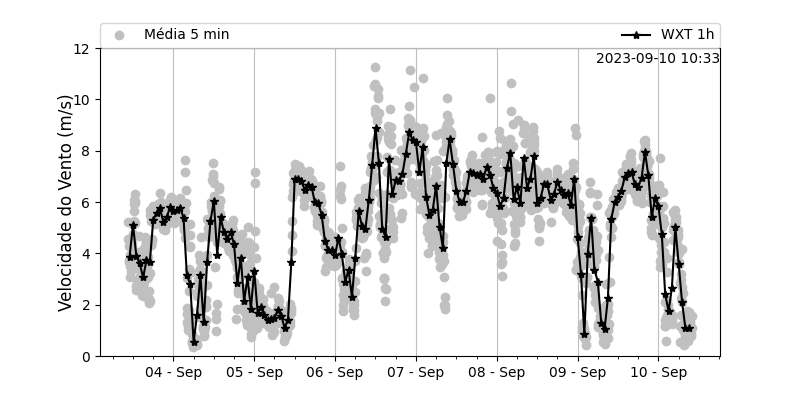 Média 5 min
WXT 1h
2023-09-10 10:33
Velocidade do Vento (m/s)
12
10
8
6
4
2
0
04 - Sep 05 - Sep 06 - Sep 07 - Sep 08 - Sep 09 - Sep 10 - Sep